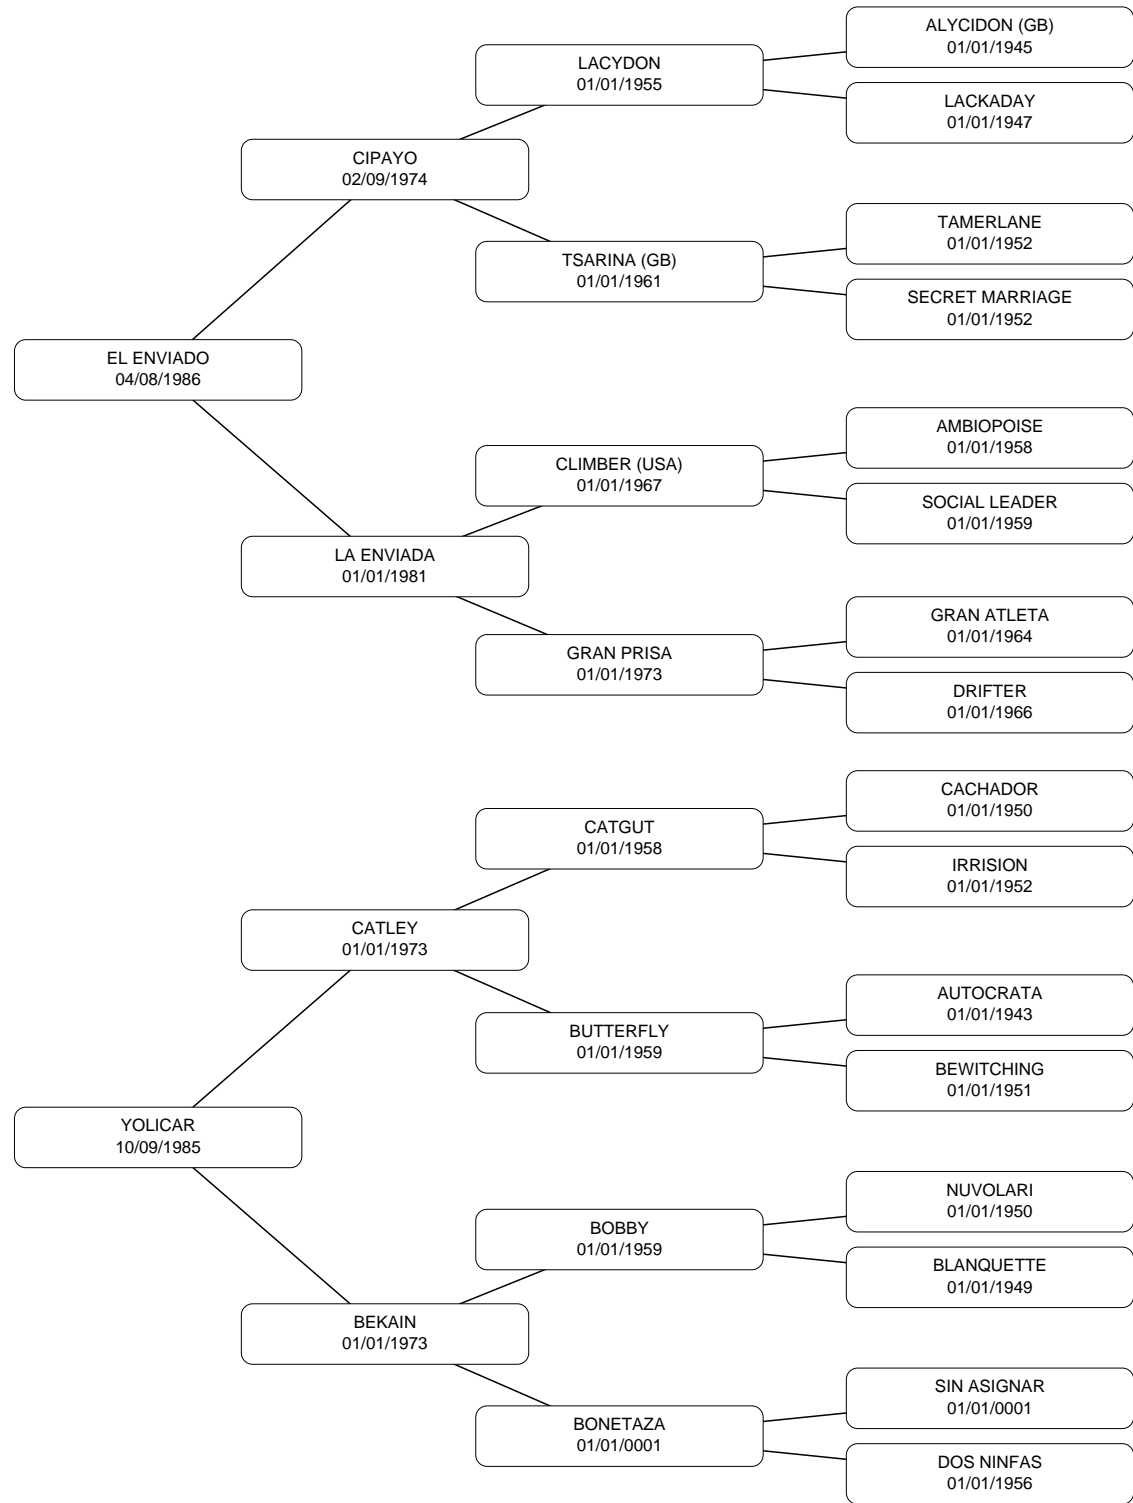 ALYCIDON (GB)
01/01/1945
LACYDON
01/01/1955
LACKADAY
01/01/1947
CIPAYO
02/09/1974
TAMERLANE
01/01/1952
TSARINA (GB)
01/01/1961
SECRET MARRIAGE
01/01/1952
EL ENVIADO
04/08/1986
AMBIOPOISE
01/01/1958
CLIMBER (USA)
01/01/1967
SOCIAL LEADER
01/01/1959
LA ENVIADA
01/01/1981
GRAN ATLETA
01/01/1964
GRAN PRISA
01/01/1973
DRIFTER
01/01/1966
CACHADOR
01/01/1950
CATGUT
01/01/1958
IRRISION
01/01/1952
CATLEY
01/01/1973
AUTOCRATA
01/01/1943
BUTTERFLY
01/01/1959
BEWITCHING
01/01/1951
YOLICAR
10/09/1985
NUVOLARI
01/01/1950
BOBBY
01/01/1959
BLANQUETTE
01/01/1949
BEKAIN
01/01/1973
SIN ASIGNAR
01/01/0001
BONETAZA
01/01/0001
DOS NINFAS
01/01/1956